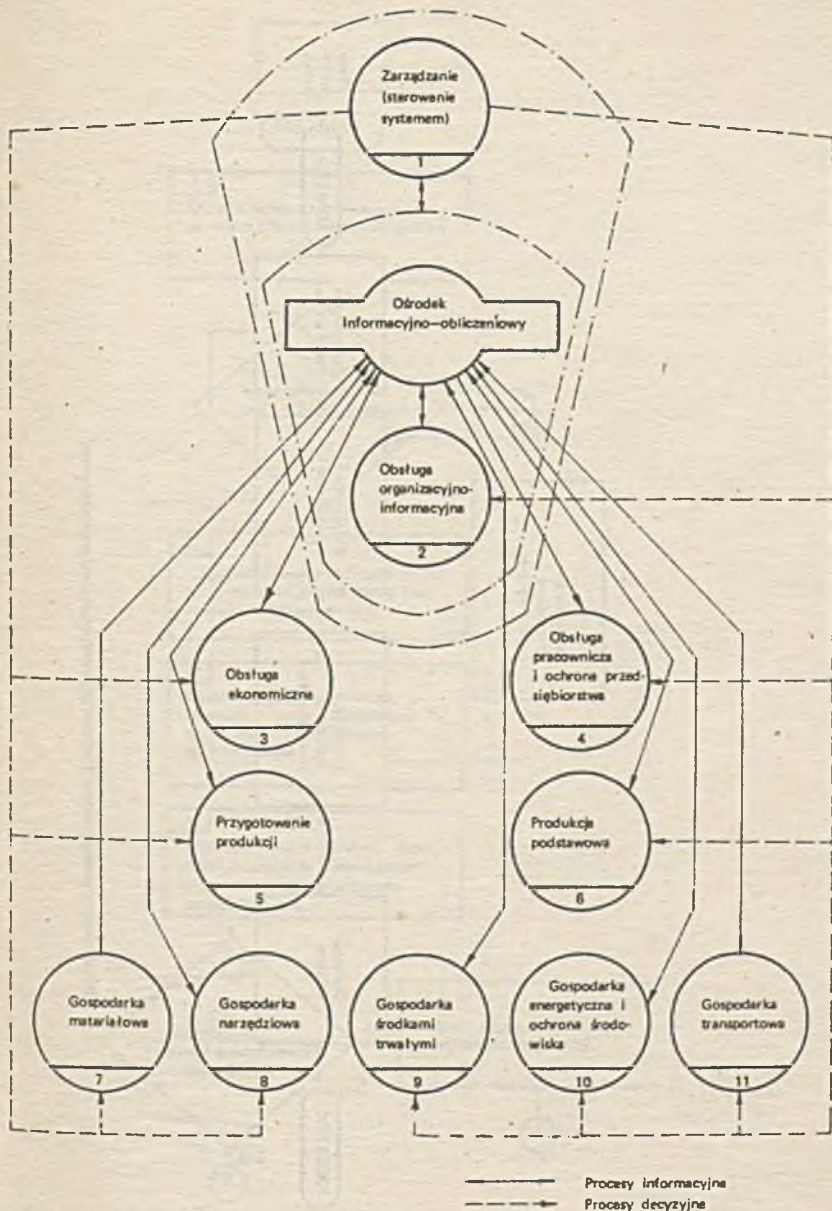 Zarządzanie
(sterowanie
systemem)
1
Ośrodek
Informacyjno—obliczeniowy
Obsługa
organizacyjno-
informacyjna
2
Obsługa
ekonomiczna
3
Obsługa
pracownicza
i ochrona przed-
siębiorstwa
4
Przygotowanie
produkcji
5
Produkcja
podstawowa
6
Gospodarka
matariałowa
7
Gospodarka
narzędziowa
8
Gospodarka
środkami
trwałymi
9
Gospodarka
energetyczna i
ochrona środo-
wiska
10
Gospodarka
transportowa
11
Procesy informacyjne
Procesy decyzyjne